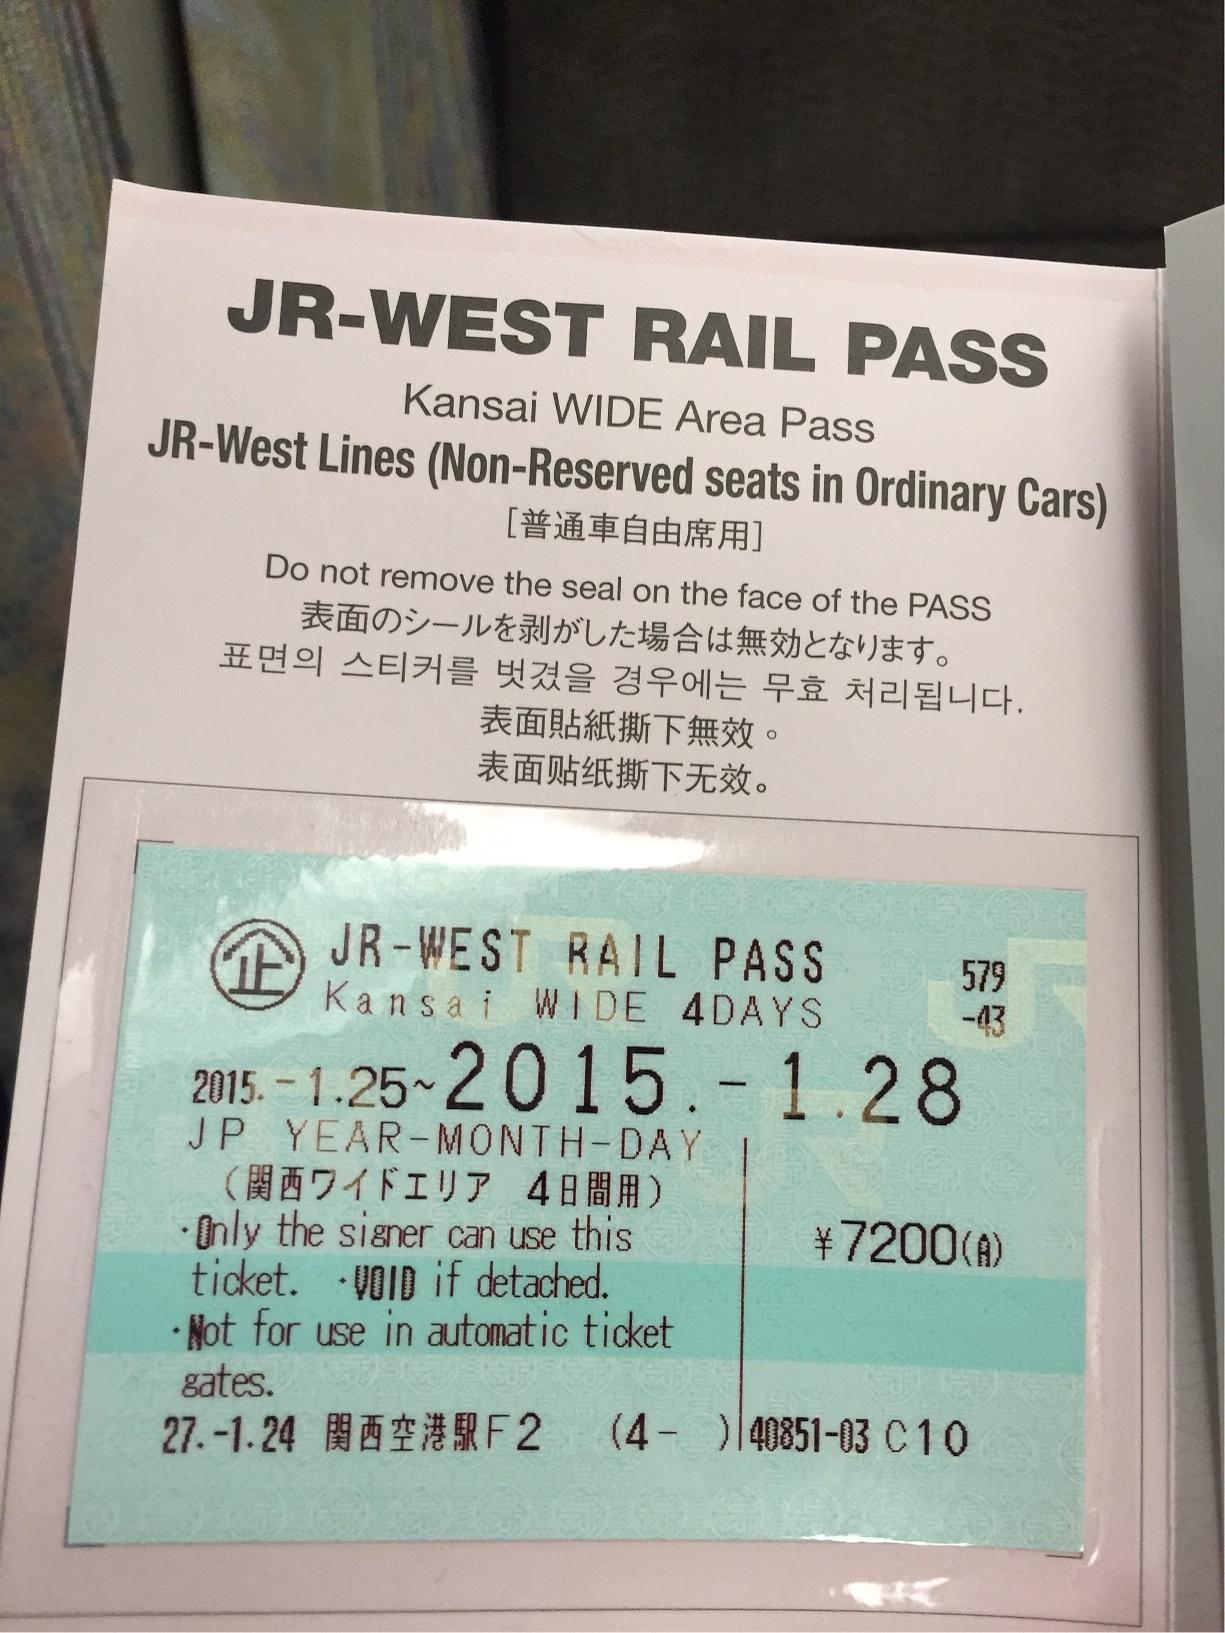 JR-WEST RAIL PASS
Kansai WIDE Area Pass
JR-West Lines (Non-Reserved seats in Ordinary Cars)
[普通車自由席用]
Do not remove the seal on the face of the PASS
表面のシールを剥がした場合は無効となります。
표면의 스티커를 벗겼을 경우에는 무효 처리됩니다.
表面貼紙撕下無效。
表面贴纸撕下无效。
企 JR-WEST RAIL PASS 579
Kansai WIDE 4DAYS -43
2015.-1.25~2015.-1.28
JP YEAR-MONTH-DAY
(関西ワイドエリア 4日間用)
・Only the signer can use this
ticket. ・VOID if detached.
¥7200(A)
・Not for use in automatic ticket
gates.
27.-1.24 関西空港駅F2 (4- ) 40851-03 C10